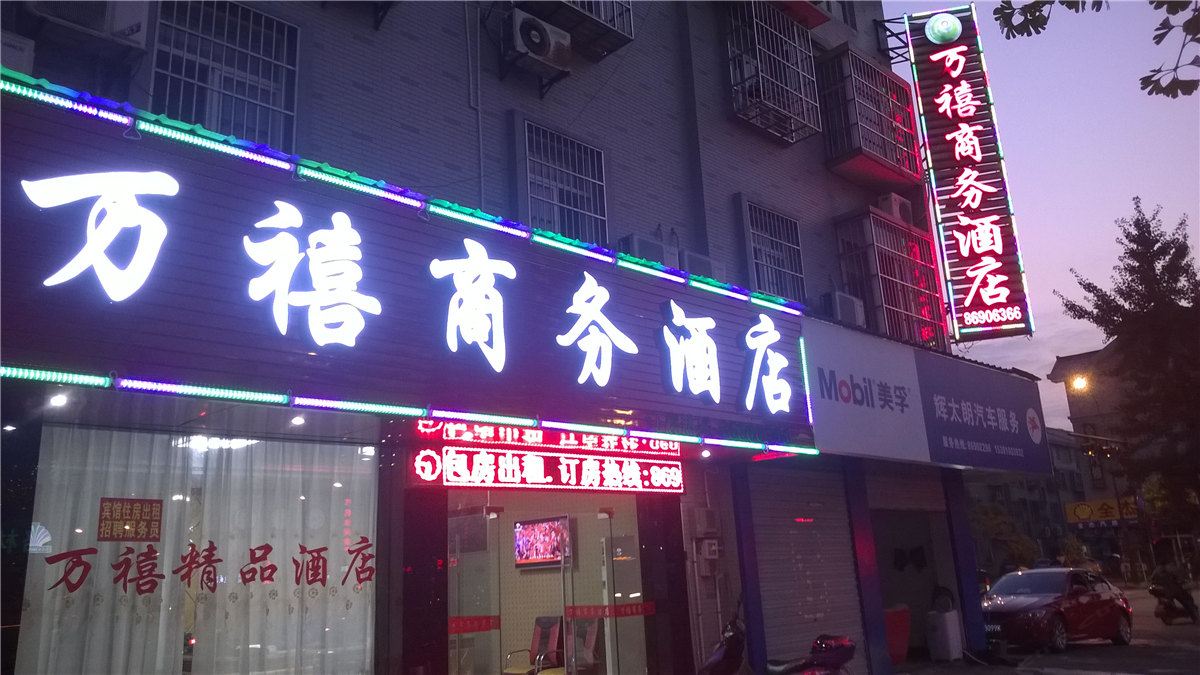 万禧商务酒店
万禧商务酒店
86906366
Mobil 美孚
辉太朗汽车服务
包房出租.订房热线:869
宾馆住房出租
招聘服务员
万禧精品酒店